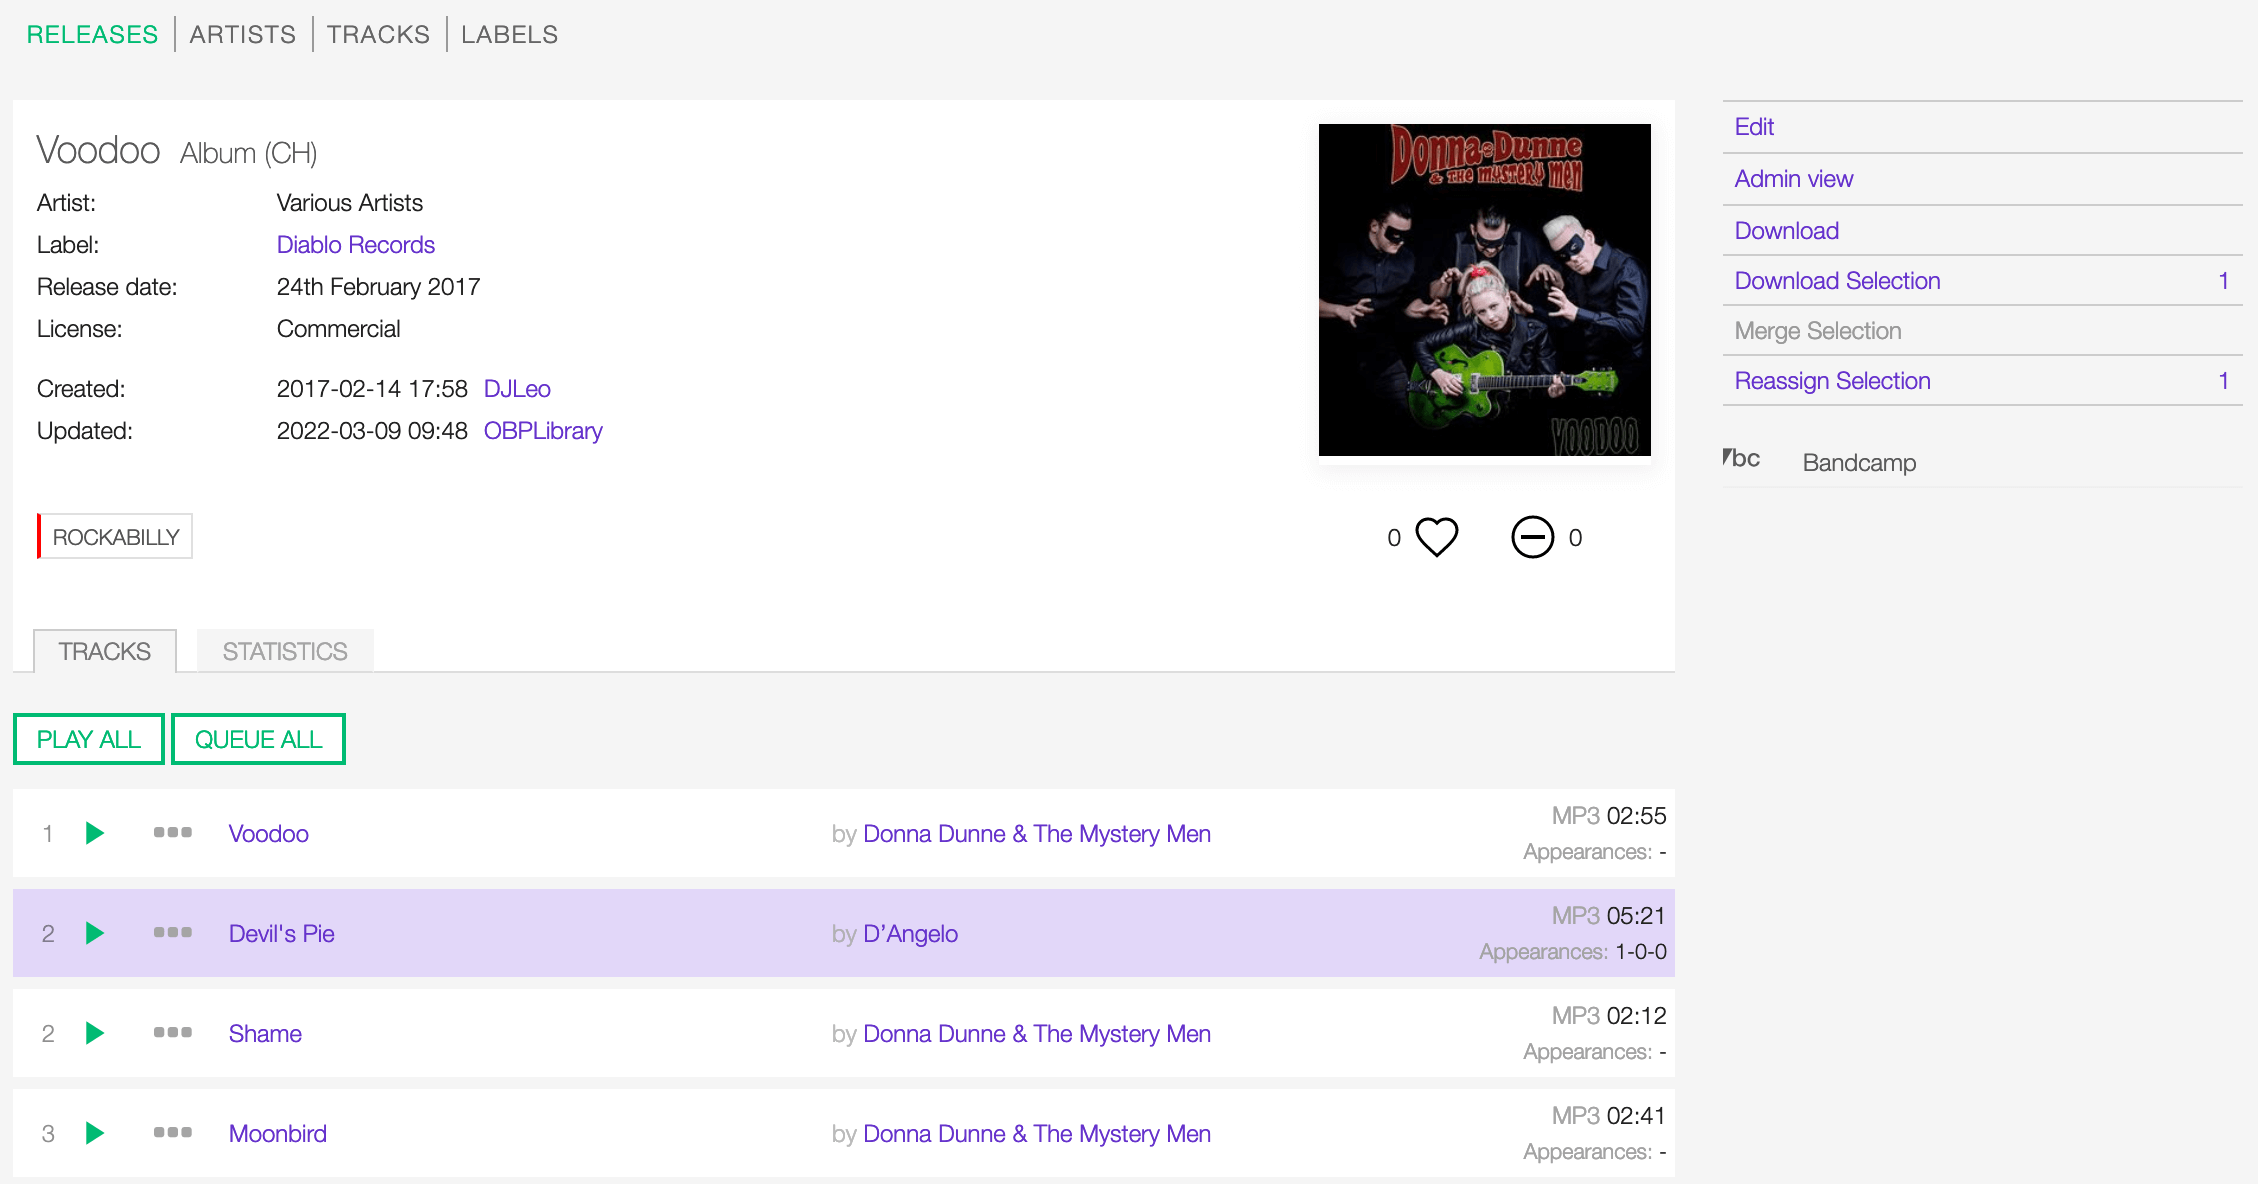 RELEASES ARTISTS TRACKS LABELS
Voodoo Album (CH)
Artist: Various Artists
Label: Diablo Records
Release date: 24th February 2017
License: Commercial
Created: 2017-02-14 17:58 DJLeo
Updated: 2022-03-09 09:48 OBPLibrary
ROCKABILLY
Donna Dunne
& THE MYSTERY MEN
VOODOO
0 0
TRACKS STATISTICS
PLAY ALL QUEUE ALL
1 Voodoo by Donna Dunne & The Mystery Men MP3 02:55
Appearances: -
2 Devil's Pie by D’Angelo MP3 05:21
Appearances: 1-0-0
2 Shame by Donna Dunne & The Mystery Men MP3 02:12
Appearances: -
3 Moonbird by Donna Dunne & The Mystery Men MP3 02:41
Appearances: -
Edit
Admin view
Download
Download Selection 1
Merge Selection
Reassign Selection 1
bc Bandcamp